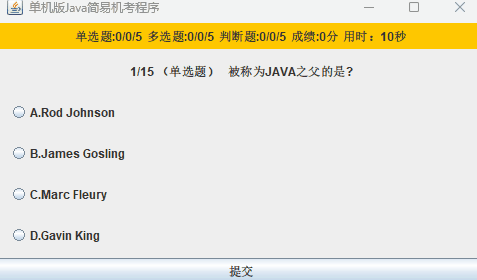 单机版Java简易机考程序
单选题:0/0/5 多选题:0/0/5 判断题:0/0/5 成绩:0分 用时：10秒
1/15 （单选题） 被称为JAVA之父的是?
A.Rod Johnson
B.James Gosling
C.Marc Fleury
D.Gavin King
提交